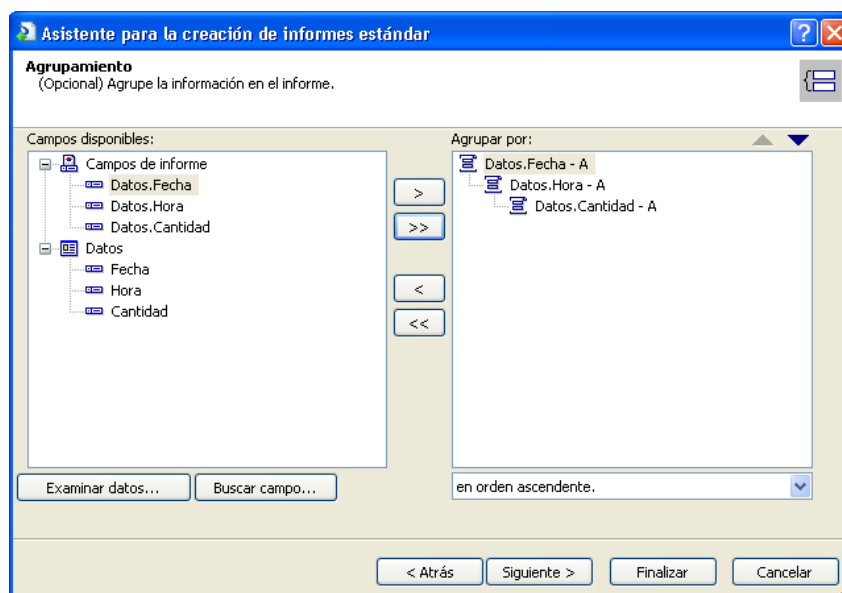 Asistente para la creación de informes estándar
Agrupamiento
(Opcional) Agrupe la información en el informe.
Campos disponibles:
Agrupar por:
Campos de informe
Datos.Fecha
Datos.Hora
Datos.Cantidad
Datos
Fecha
Hora
Cantidad
>
>>
<
<<
Datos.Fecha - A
Datos.Hora - A
Datos.Cantidad - A
Examinar datos...
Buscar campo...
en orden ascendente.
< Atrás
Siguiente >
Finalizar
Cancelar